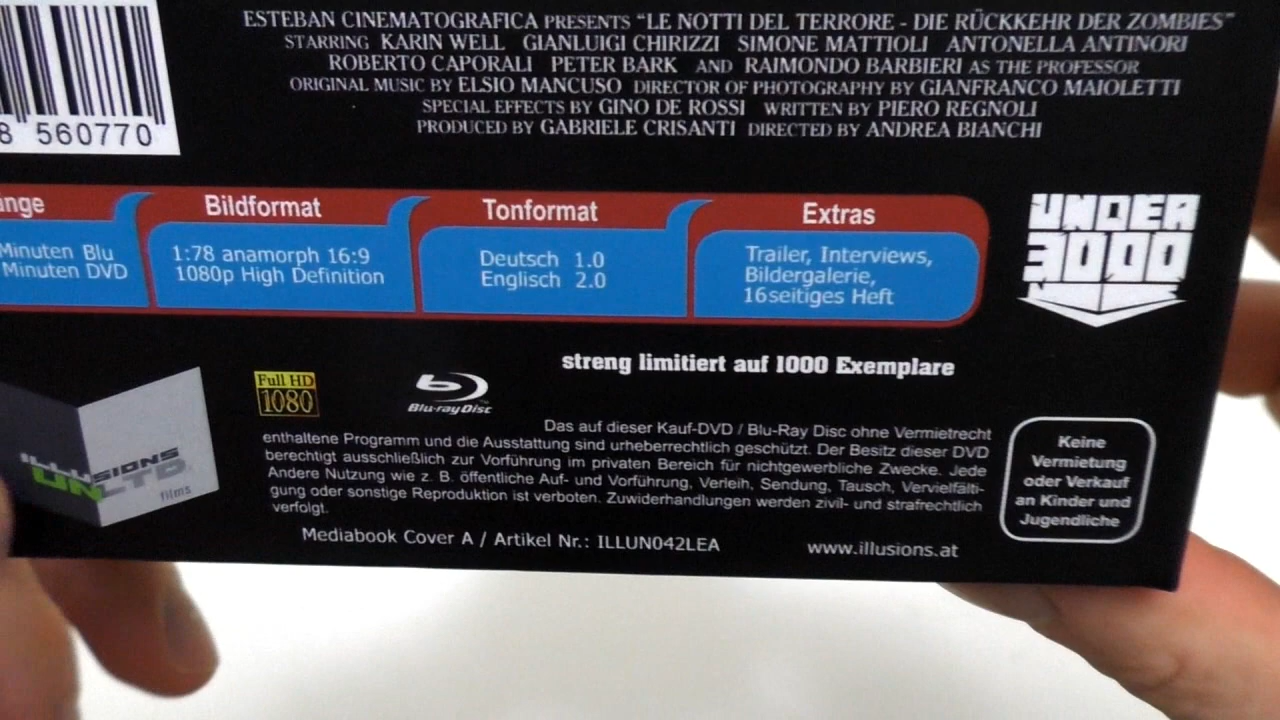 ESTEBAN CINEMATOGRAFICA PRESENTS "LE NOTTI DEL TERRORE - DIE RÜCKKEHR DER ZOMBIES"
STARRING KARIN WELL GIANLUIGI CHIRIZZI SIMONE MATTIOLI ANTONELLA ANTINORI
ROBERTO CAPORALI PETER BARK AND RAIMONDO BARBIERI AS THE PROFESSOR
ORIGINAL MUSIC BY ELSIO MANCUSO DIRECTOR OF PHOTOGRAPHY BY GIANFRANCO MAIOLETTI
SPECIAL EFFECTS BY GINO DE ROSSI WRITTEN BY PIERO REGNOLI
PRODUCED BY GABRIELE CRISANTI DIRECTED BY ANDREA BIANCHI
8 560770
änge
Minuten Blu
Minuten DVD
Bildformat
1:78 anamorph 16:9
1080p High Definition
Tonformat
Deutsch 1.0
Englisch 2.0
Extras
Trailer, Interviews,
Bildergalerie,
16seitiges Heft
UNDER
3000
MILES
streng limitiert auf 1000 Exemplare
ILLUSIONS
UNLTD
films
Full HD
1080
Blu-ray Disc
Das auf dieser Kauf-DVD / Blu-Ray Disc ohne Vermietrecht
enthaltene Programm und die Ausstattung sind urheberrechtlich geschützt. Der Besitz dieser DVD
berechtigt ausschließlich zur Vorführung im privaten Bereich für nichtgewerbliche Zwecke. Jede
Andere Nutzung wie z. B. öffentliche Auf- und Vorführung, Verleih, Sendung, Tausch, Vervielfälti-
gung oder sonstige Reproduktion ist verboten. Zuwiderhandlungen werden zivil- und strafrechtlich
verfolgt.
Keine
Vermietung
oder Verkauf
an Kinder und
Jugendliche
Mediabook Cover A / Artikel Nr.: ILLUN042LEA
www.illusions.at